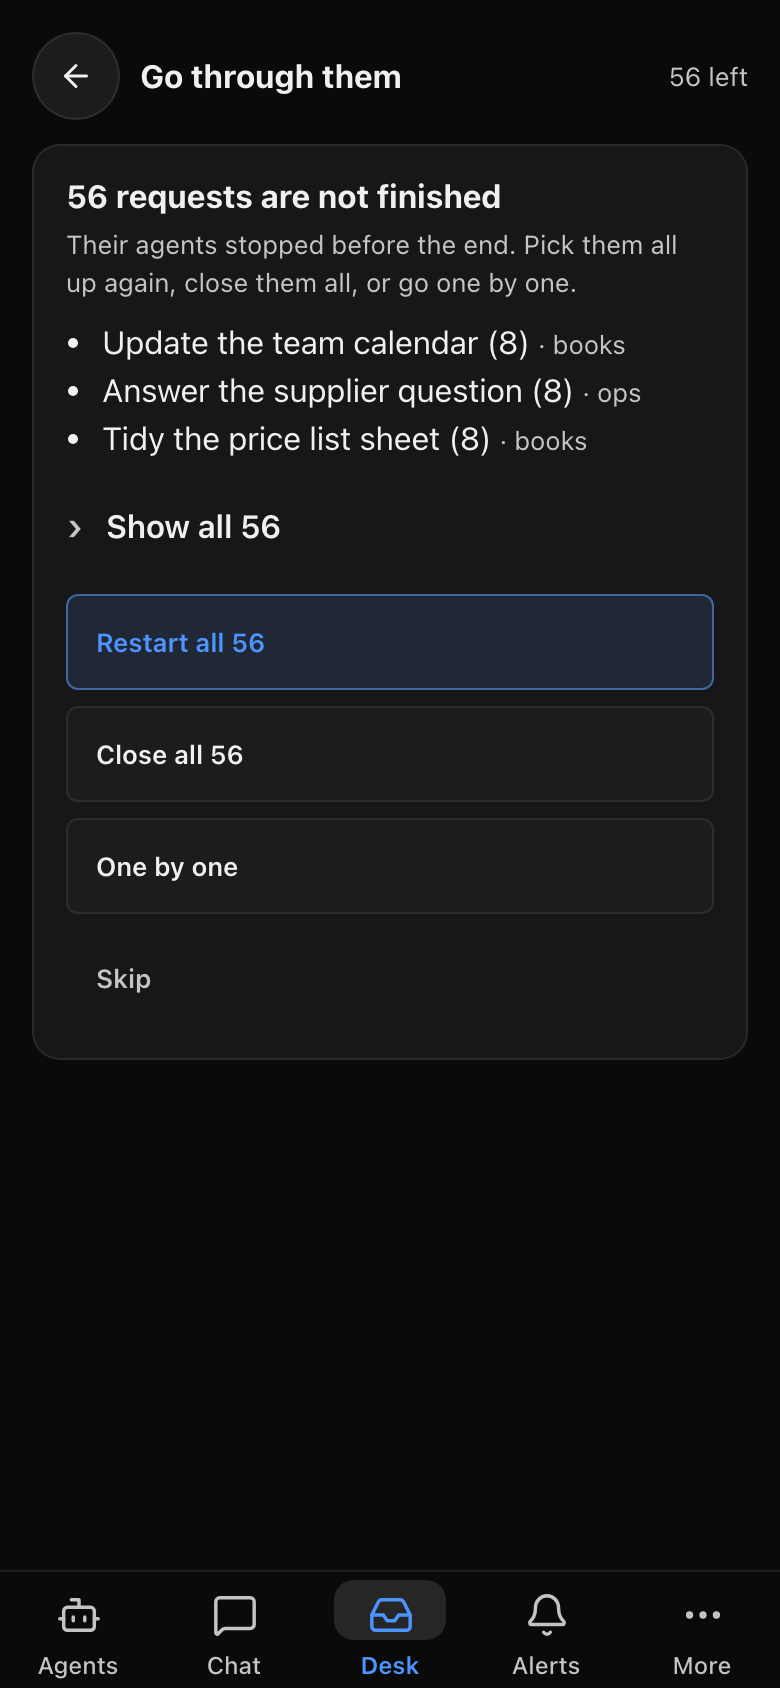 Go through them
56 left
56 requests are not finished
Their agents stopped before the end. Pick them all
up again, close them all, or go one by one.
• Update the team calendar (8) · books
• Answer the supplier question (8) · ops
• Tidy the price list sheet (8) · books
› Show all 56
Restart all 56
Close all 56
One by one
Skip
Agents
Chat
Desk
Alerts
More